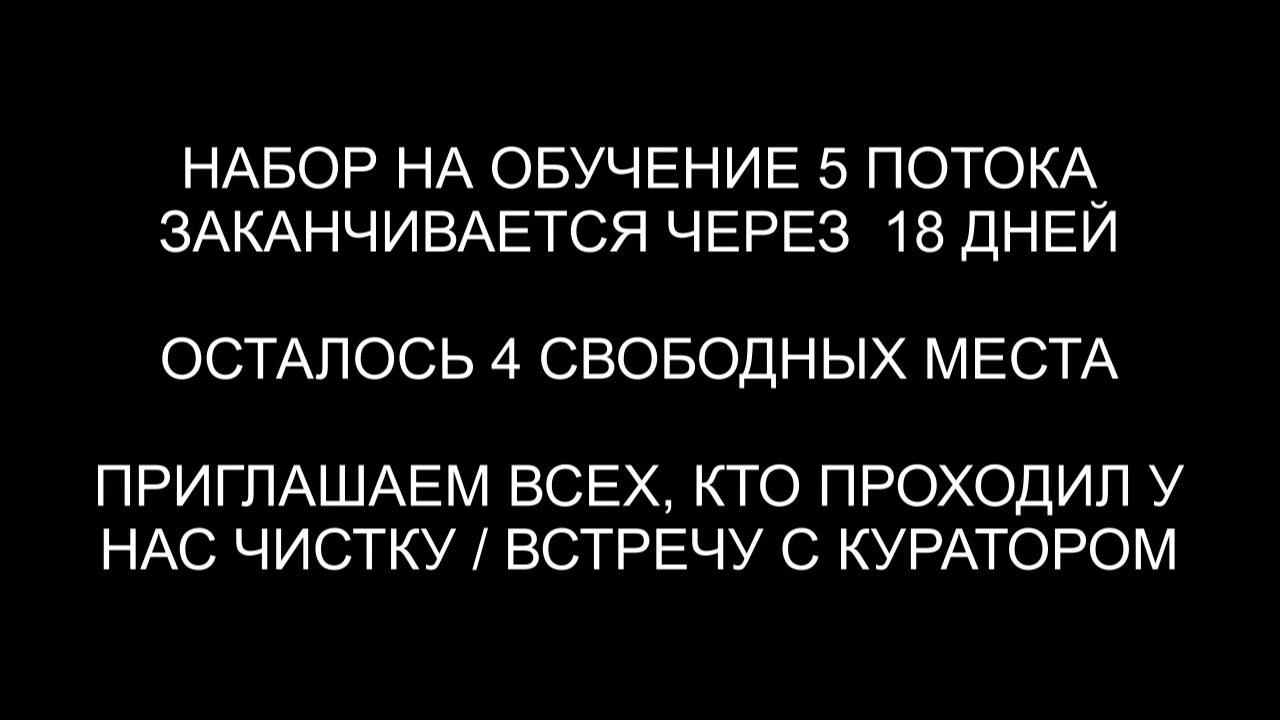 НАБОР НА ОБУЧЕНИЕ 5 ПОТОКА
ЗАКАНЧИВАЕТСЯ ЧЕРЕЗ  18 ДНЕЙ
ОСТАЛОСЬ 4 СВОБОДНЫХ МЕСТА
ПРИГЛАШАЕМ ВСЕХ, КТО ПРОХОДИЛ У
НАС ЧИСТКУ / ВСТРЕЧУ С КУРАТОРОМ